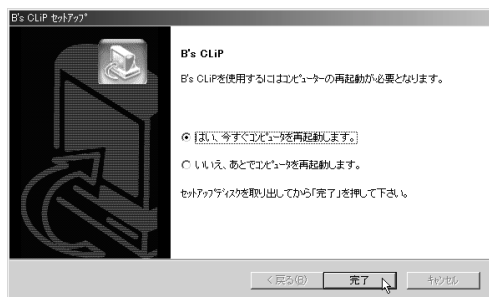 B's CLiP ｾｯﾄｱｯﾌﾟ
B's CLiP
B's CLiPを使用するにはｺﾝﾋﾟｭｰﾀｰの再起動が必要となります。
はい、今すぐｺﾝﾋﾟｭｰﾀを再起動します。
いいえ、あとでｺﾝﾋﾟｭｰﾀを再起動します。
ｾｯﾄｱｯﾌﾟﾃﾞｨｽｸを取り出してから「完了」を押して下さい。
< 戻る(B) 完了 ｷｬﾝｾﾙ